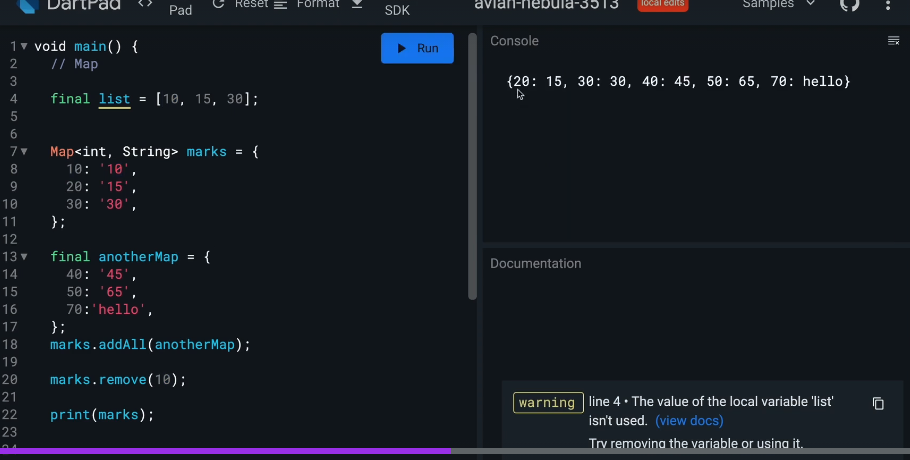 DartPad <> Pad Reset Format SDK avian-nebula-3513 local edits Samples
1 void main() {
2 // Map
3
4 final list = [10, 15, 30];
5
6
7 Map<int, String> marks = {
8 10: '10',
9 20: '15',
10 30: '30',
11 };
12
13 final anotherMap = {
14 40: '45',
15 50: '65',
16 70:'hello',
17 };
18 marks.addAll(anotherMap);
19
20 marks.remove(10);
21
22 print(marks);
23
24
Run
Console
{20: 15, 30: 30, 40: 45, 50: 65, 70: hello}
Documentation
warning line 4 • The value of the local variable 'list'
isn't used. (view docs)
Try removing the variable or using it.